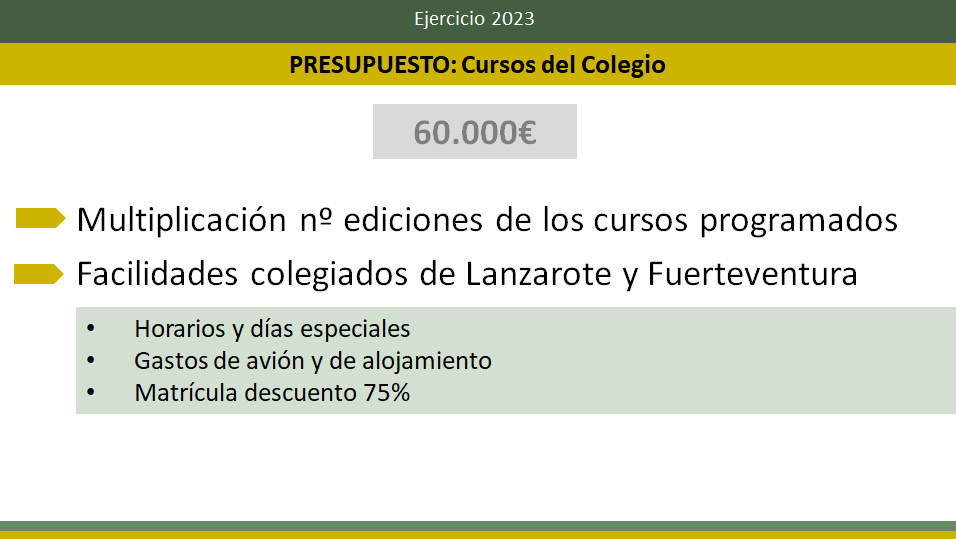 Ejercicio 2023
PRESUPUESTO: Cursos del Colegio
60.000€
Multiplicación nº ediciones de los cursos programados
Facilidades colegiados de Lanzarote y Fuerteventura
• Horarios y días especiales
• Gastos de avión y de alojamiento
• Matrícula descuento 75%